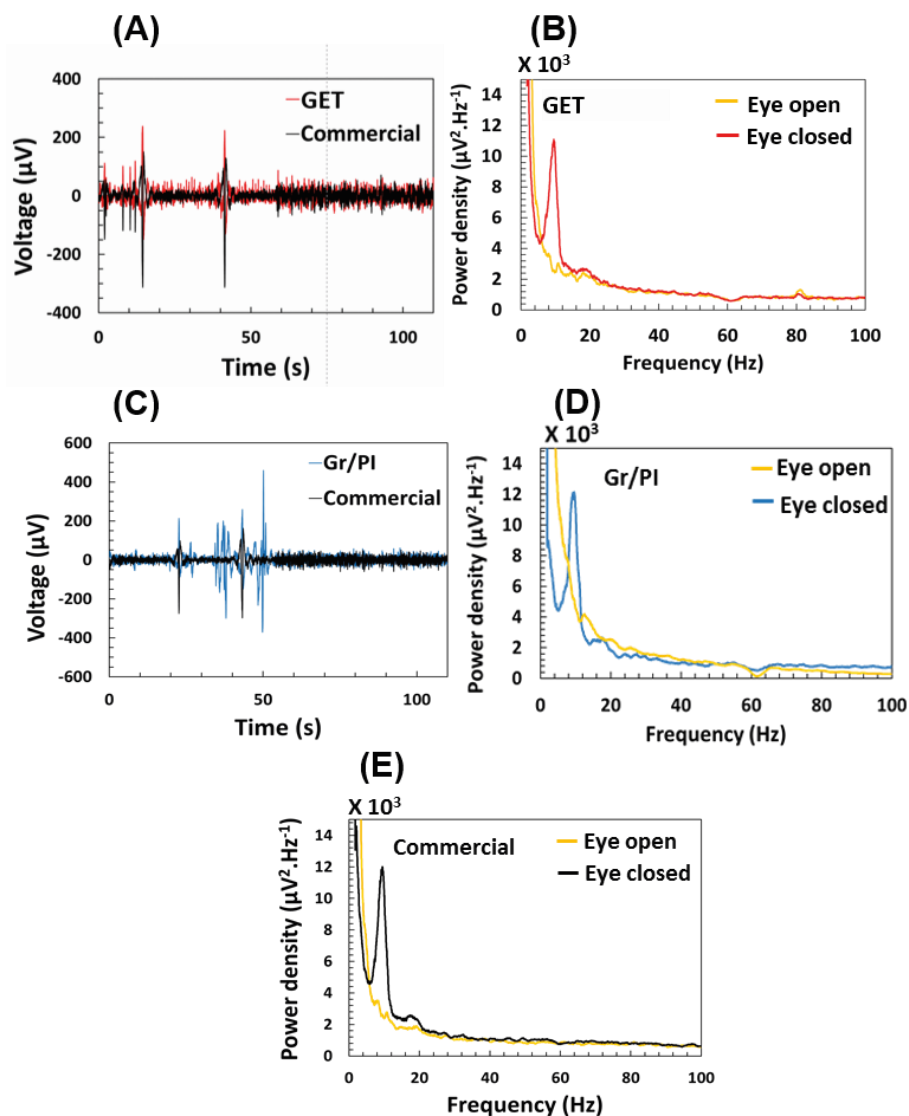 (A)
400
200
0
-200
-400
Voltage (µV)
GET
Commercial
0 50 100
Time (s)
(B)
X 10³
14
12
10
8
6
4
2
0
Power density (µV².Hz⁻¹)
GET
Eye open
Eye closed
0 20 40 60 80 100
Frequency (Hz)
(C)
600
400
200
0
-200
-400
-600
Voltage (µV)
Gr/PI
Commercial
0 50 100
Time (s)
(D)
X 10³
14
12
10
8
6
4
2
0
Power density (µV².Hz⁻¹)
Gr/PI
Eye open
Eye closed
0 20 40 60 80 100
Frequency (Hz)
(E)
X 10³
14
12
10
8
6
4
2
0
Power density (µV².Hz⁻¹)
Commercial
Eye open
Eye closed
0 20 40 60 80 100
Frequency (Hz)